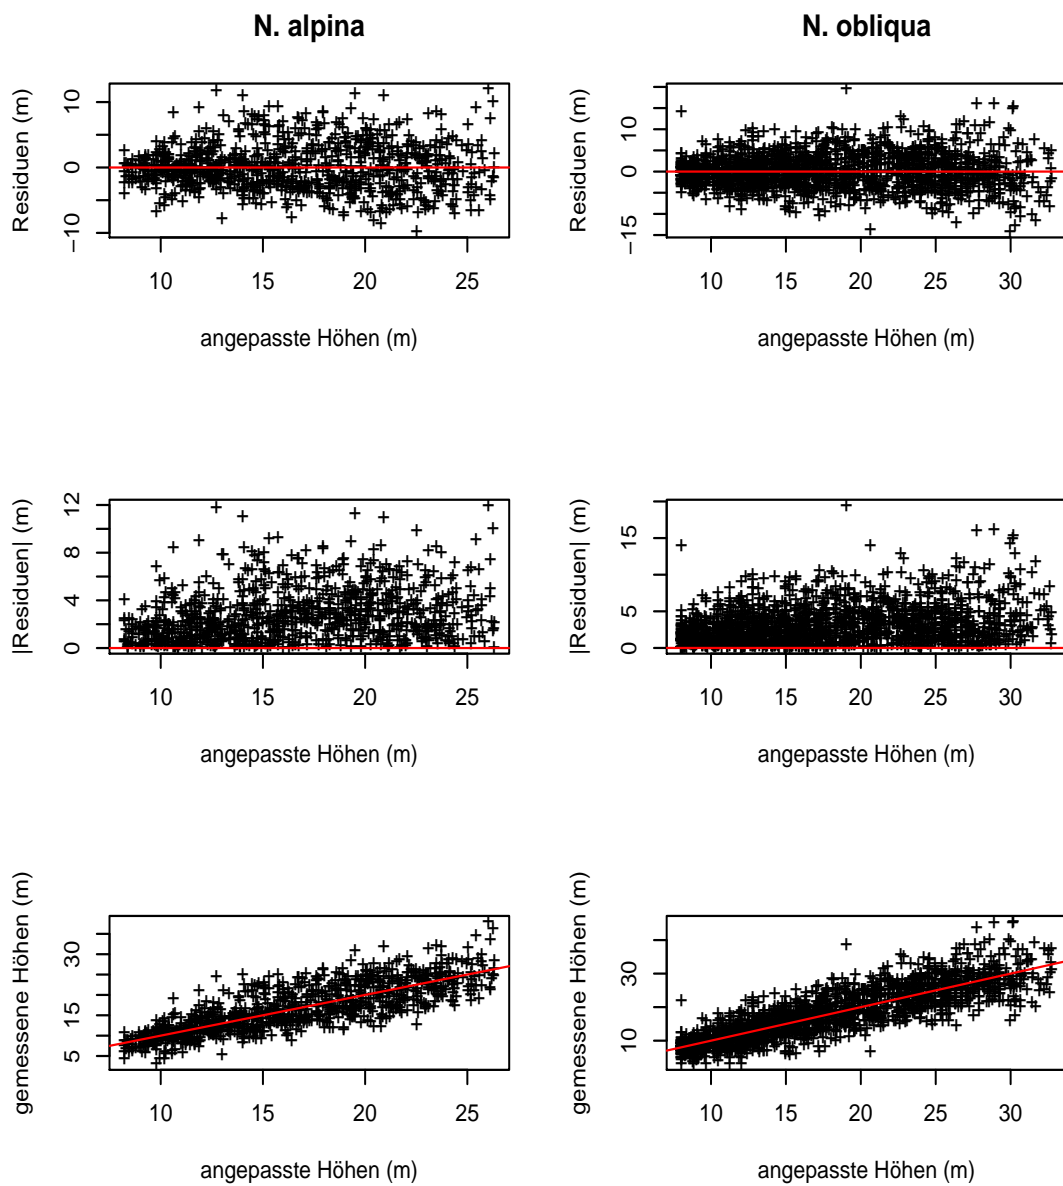 N. alpina
N. obliqua
Residuen (m)
10
0
−10
10 15 20 25
angepasste Höhen (m)
Residuen (m)
10
0
−15
10 15 20 25 30
angepasste Höhen (m)
|Residuen| (m)
12
8
4
0
10 15 20 25
angepasste Höhen (m)
|Residuen| (m)
15
5
0
10 15 20 25 30
angepasste Höhen (m)
gemessene Höhen (m)
30
15
5
10 15 20 25
angepasste Höhen (m)
gemessene Höhen (m)
30
10
10 15 20 25 30
angepasste Höhen (m)